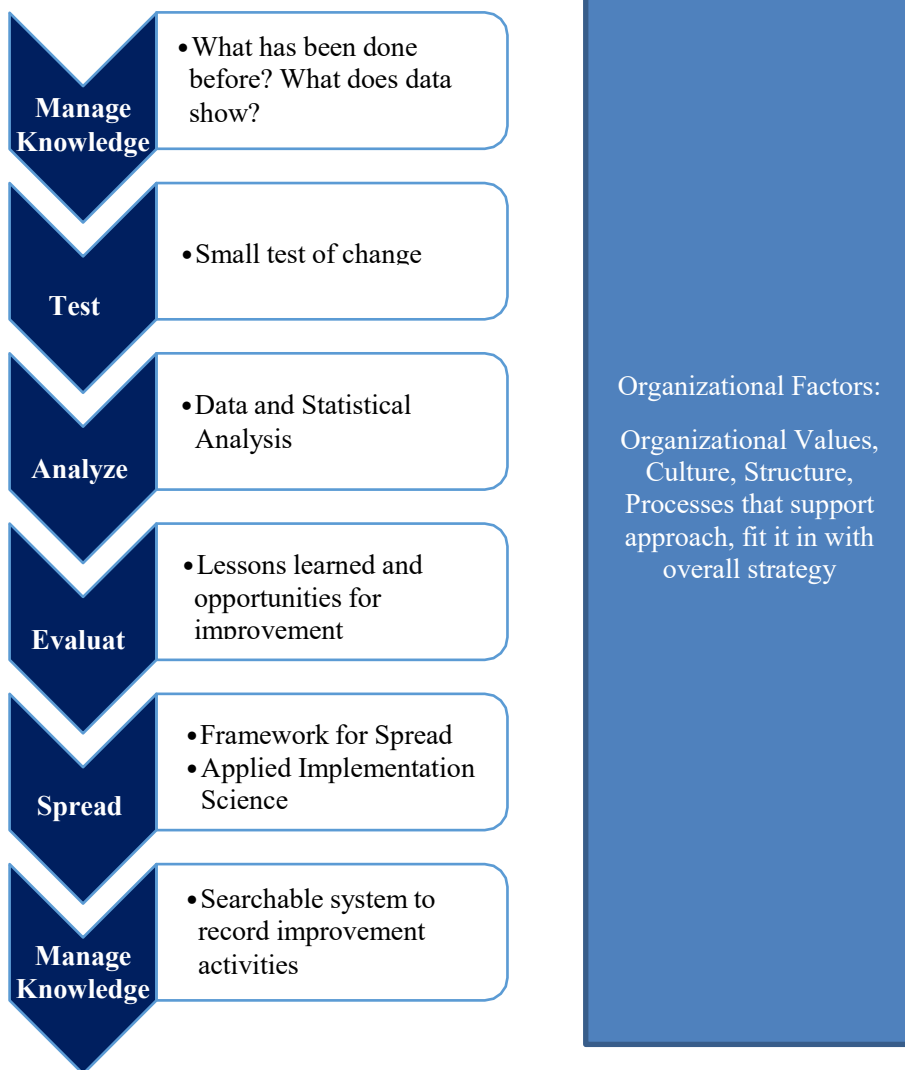 Manage
Knowledge
•What has been done
before? What does data
show?
Test
•Small test of change
Analyze
•Data and Statistical
Analysis
Evaluat
•Lessons learned and
opportunities for
improvement
Spread
•Framework for Spread
•Applied Implementation
Science
Manage
Knowledge
•Searchable system to
record improvement
activities
Organizational Factors:
Organizational Values,
Culture, Structure,
Processes that support
approach, fit it in with
overall strategy